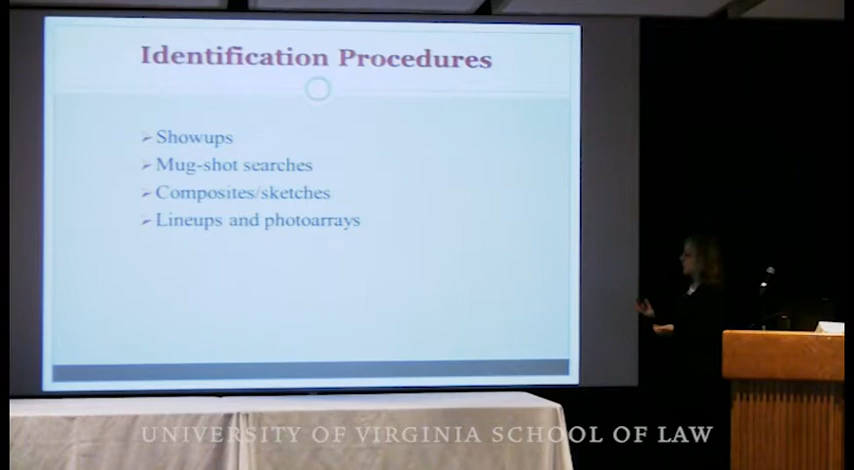 Identification Procedures
Showups
Mug-shot searches
Composites/sketches
Lineups and photoarrays
UNIVERSITY OF VIRGINIA SCHOOL OF LAW